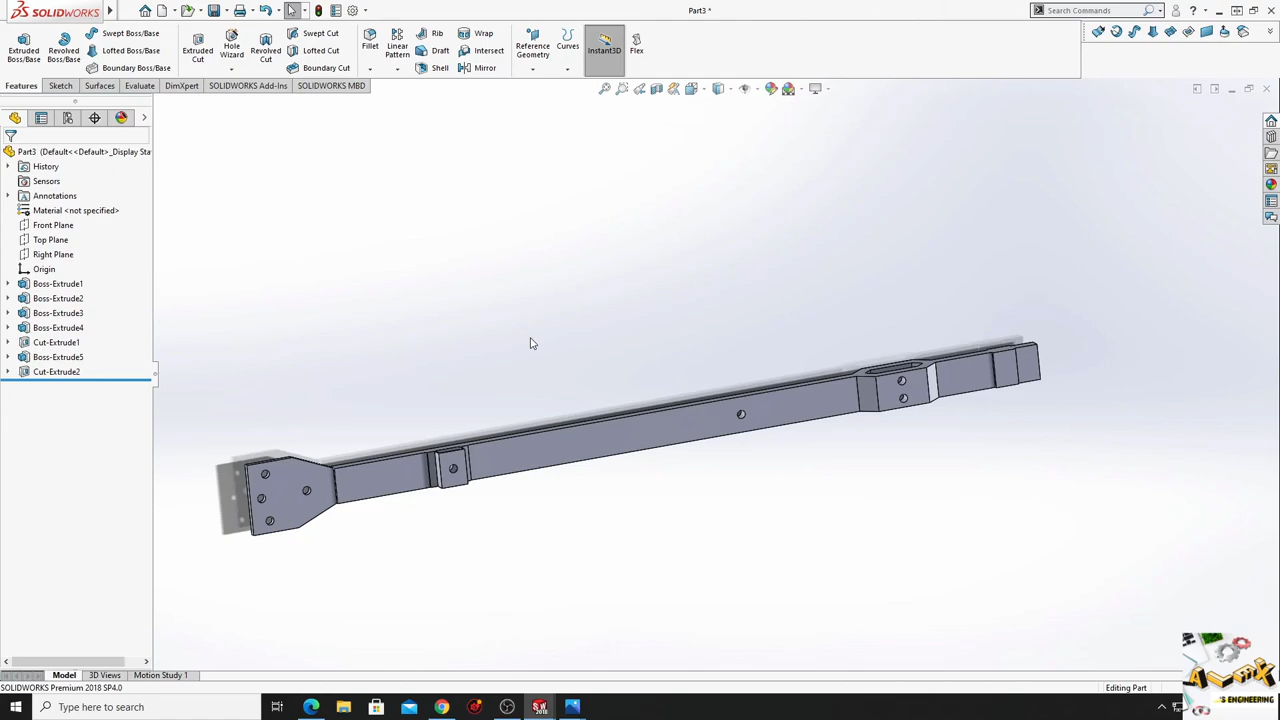 SOLIDWORKS
Part3 *
Search Commands
Extruded Boss/Base
Revolved Boss/Base
Swept Boss/Base
Lofted Boss/Base
Boundary Boss/Base
Extruded Cut
Hole Wizard
Revolved Cut
Swept Cut
Lofted Cut
Boundary Cut
Fillet
Linear Pattern
Rib
Draft
Shell
Wrap
Intersect
Mirror
Reference Geometry
Curves
Instant3D
Flex
Features
Sketch
Surfaces
Evaluate
DimXpert
SOLIDWORKS Add-Ins
SOLIDWORKS MBD
Part3 (Default<<Default>_Display Sta
History
Sensors
Annotations
Material <not specified>
Front Plane
Top Plane
Right Plane
Origin
Boss-Extrude1
Boss-Extrude2
Boss-Extrude3
Boss-Extrude4
Cut-Extrude1
Boss-Extrude5
Cut-Extrude2
Model
3D Views
Motion Study 1
SOLIDWORKS Premium 2018 SP4.0
Editing Part
Type here to search
'S ENGINEERING